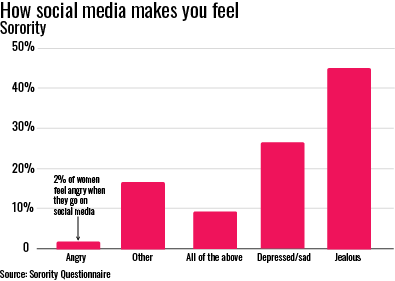 How social media makes you feel
Sorority
50%
40%
30%
20%
10%
0
2% of women
feel angry when
they go on
social media
Angry
Other
All of the above
Depressed/sad
Jealous
Source: Sorority Questionnaire